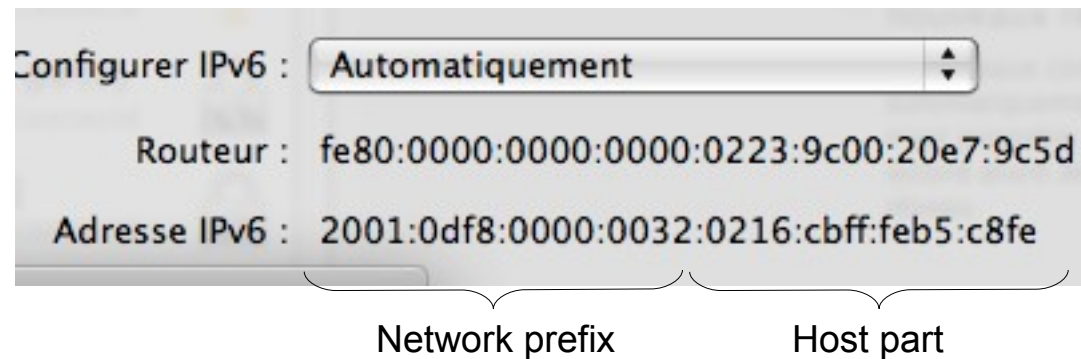 Configurer IPv6 : Automatiquement
Routeur : fe80:0000:0000:0000:0223:9c00:20e7:9c5d
Adresse IPv6 : 2001:0df8:0000:0032:0216:cbff:feb5:c8fe
Network prefix Host part